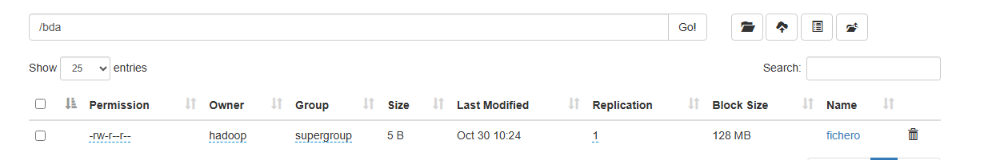 /bda Go!
Show 25 entries Search:
Permission Owner Group Size Last Modified Replication Block Size Name
-rw-r--r-- hadoop supergroup 5 B Oct 30 10:24 1 128 MB fichero